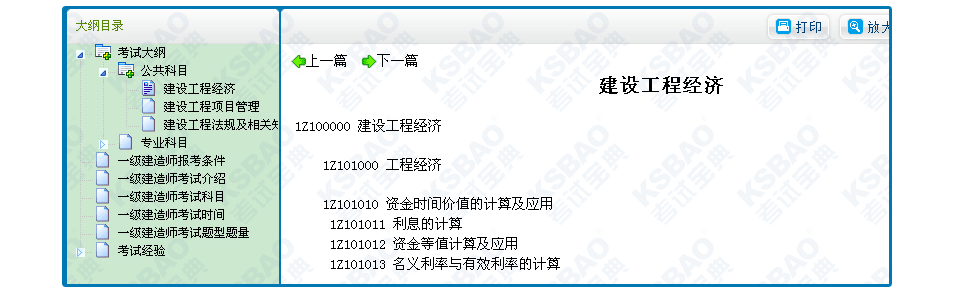 大纲目录
考试大纲
公共科目
建设工程经济
建设工程项目管理
建设工程法规及相关
专业科目
一级建造师报考条件
一级建造师考试介绍
一级建造师考试科目
一级建造师考试时间
一级建造师考试题型题量
考试经验
打印
放大
上一篇 下一篇
建设工程经济
1Z100000 建设工程经济
1Z101000 工程经济
1Z101010 资金时间价值的计算及应用
1Z101011 利息的计算
1Z101012 资金等值计算及应用
1Z101013 名义利率与有效利率的计算
KSBAO 考试宝典